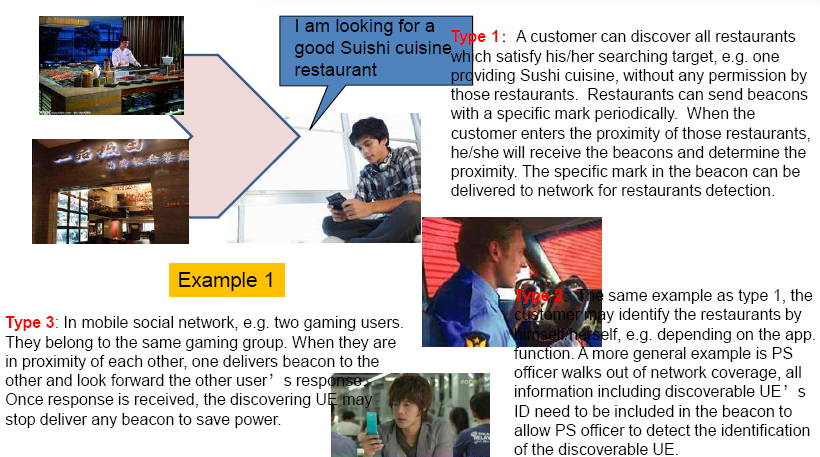 I am looking for a
good Suishi cuisine
restaurant
Type 1: A customer can discover all restaurants
which satisfy his/her searching target, e.g. one
providing Sushi cuisine, without any permission by
those restaurants. Restaurants can send beacons
with a specific mark periodically. When the
customer enters the proximity of those restaurants,
he/she will receive the beacons and determine the
proximity. The specific mark in the beacon can be
delivered to network for restaurants detection.
Example 1
Type 2: The same example as type 1, the
customer may identify the restaurants by
himself/herself, e.g. depending on the app.
function. A more general example is PS
officer walks out of network coverage, all
information including discoverable UE’s
ID need to be included in the beacon to
allow PS officer to detect the identification
of the discoverable UE.
Type 3: In mobile social network, e.g. two gaming users.
They belong to the same gaming group. When they are
in proximity of each other, one delivers beacon to the
other and look forward the other user’s response.
Once response is received, the discovering UE may
stop deliver any beacon to save power.